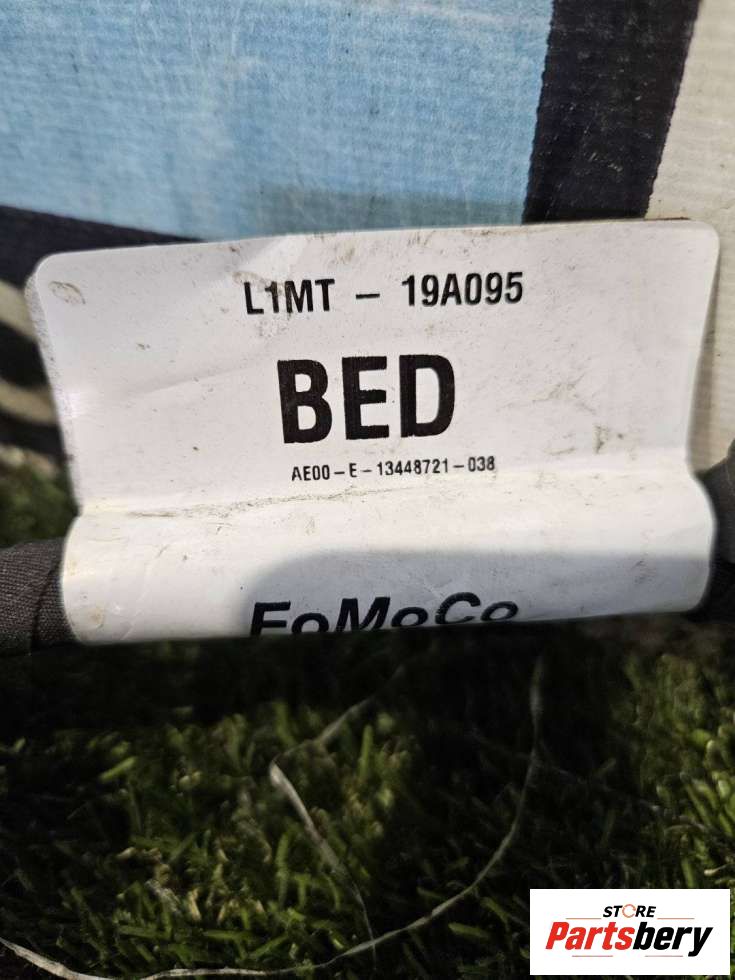 L1MT - 19A095
BED
AE00-E-13448721-038
FoMoCo
STORE
Partsbery